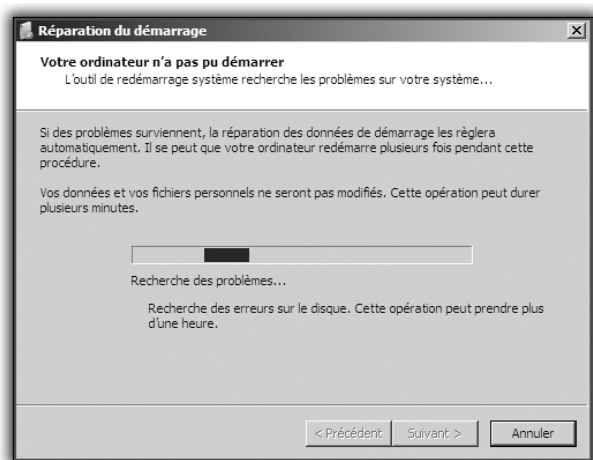 Réparation du démarrage
Votre ordinateur n'a pas pu démarrer
L'outil de redémarrage système recherche les problèmes sur votre système...
Si des problèmes surviennent, la réparation des données de démarrage les règlera
automatiquement. Il se peut que votre ordinateur redémarre plusieurs fois pendant cette
procédure.
Vos données et vos fichiers personnels ne seront pas modifiés. Cette opération peut durer
plusieurs minutes.
Recherche des problèmes...
Recherche des erreurs sur le disque. Cette opération peut prendre plus
d'une heure.
< Précédent Suivant > Annuler